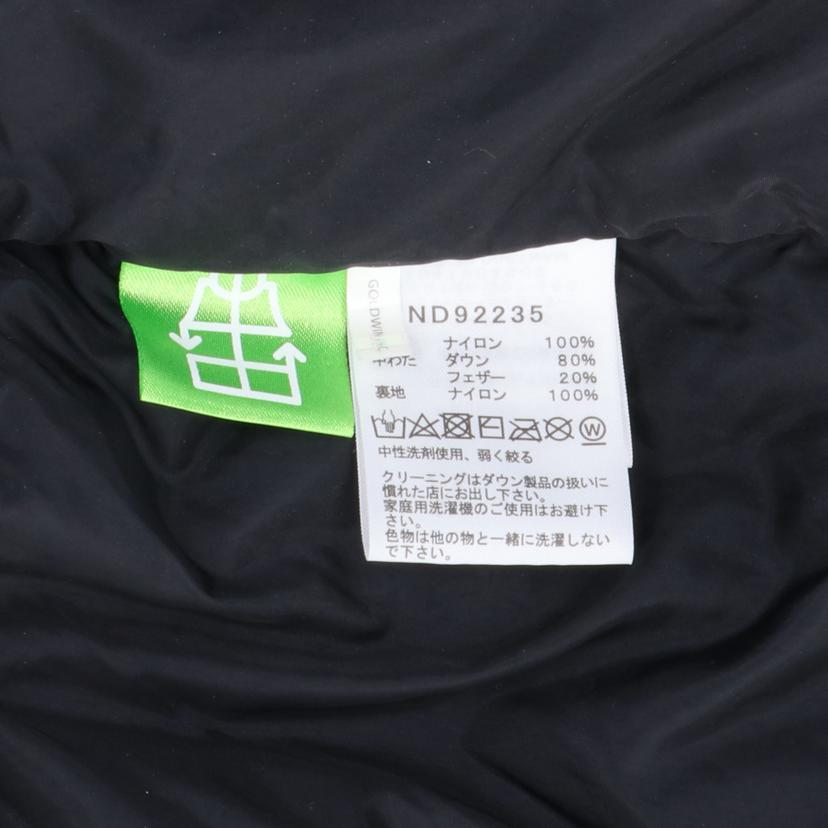 ND92235
ナイロン 100%
中わた ダウン 80%
フェザー 20%
裏地 ナイロン 100%
W
中性洗剤使用、弱く絞る
クリーニングはダウン製品の扱いに
慣れた店にお出し下さい。
家庭用洗濯機のご使用はお避け下
さい。
色物は他の物と一緒に洗濯しない
で下さい。